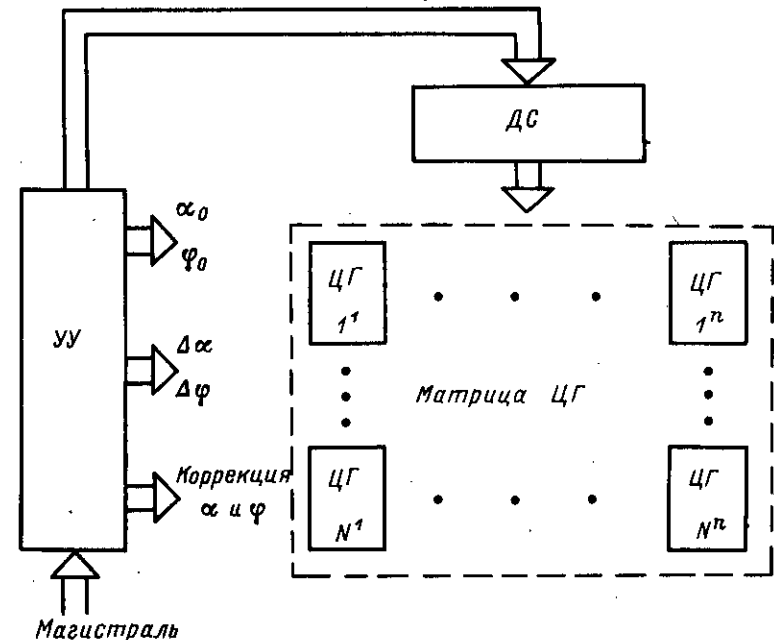 ДС
α₀
φ₀
УУ
Δα
Δφ
Коррекция
α и φ
Магистраль
ЦГ
1¹
ЦГ
1ⁿ
Матрица ЦГ
ЦГ
N¹
ЦГ
Nⁿ